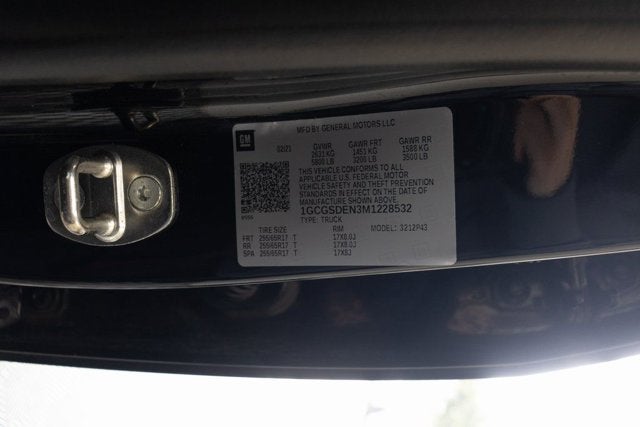 GM
MFD BY GENERAL MOTORS LLC
02/21 GVWR GAWR FRT GAWR RR
2631 KG 1451 KG 1588 KG
5800 LB 3200 LB 3500 LB
THIS VEHICLE CONFORMS TO ALL
APPLICABLE U.S. FEDERAL MOTOR
VEHICLE SAFETY AND THEFT PREVENTION
STANDARDS IN EFFECT ON THE DATE OF
MANUFACTURE SHOWN ABOVE.
1GCGSDEN3M1228532
TYPE: TRUCK
TIRE SIZE RIM MODEL: 3212P43
FRT 255/65R17 T 17X8.0J
RR 255/65R17 T 17X8.0J
SPA 255/65R17 T 17X8J